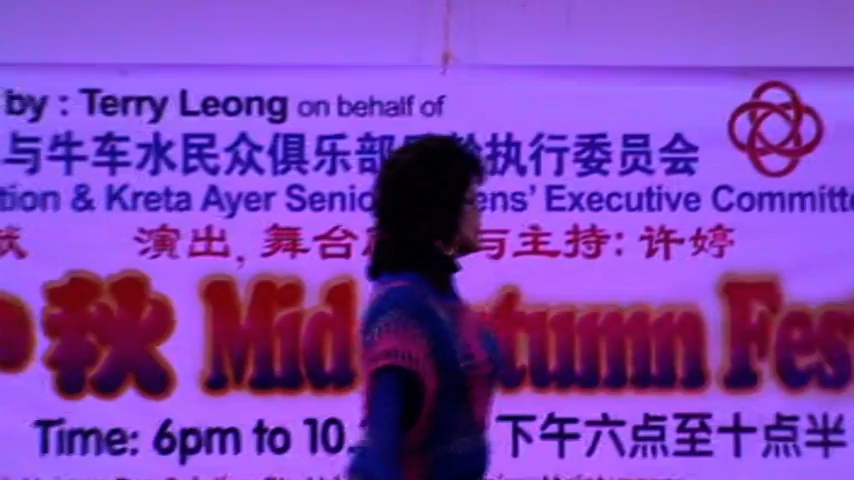 by : Terry Leong on behalf of
与牛车水民众俱乐部 执行委员会
tion & Kreta Ayer Senio ens' Executive Committe
演出, 舞台 与主持: 许婷
秋 Mid utumn Fes
Time: 6pm to 10. 下午六点至十点半